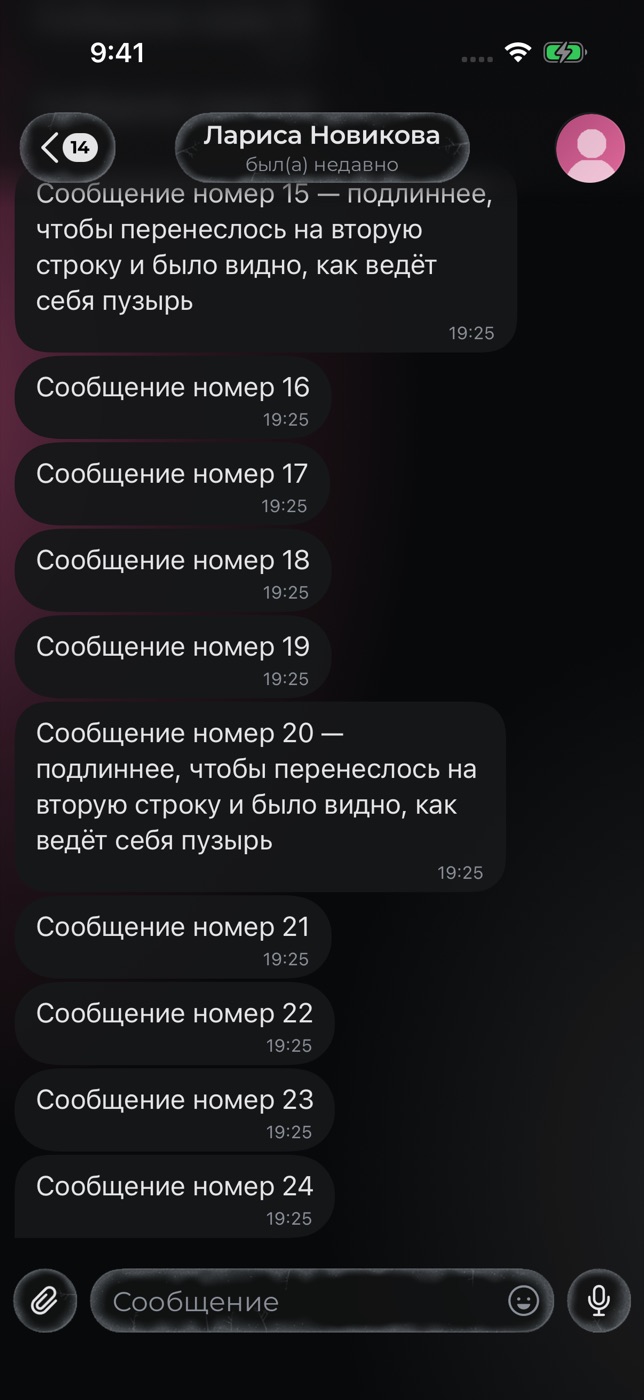 9:41
14
Лариса Новикова
был(а) недавно
Сообщение номер 15 — подлиннее,
чтобы перенеслось на вторую
строку и было видно, как ведёт
себя пузырь
19:25
Сообщение номер 16
19:25
Сообщение номер 17
19:25
Сообщение номер 18
19:25
Сообщение номер 19
19:25
Сообщение номер 20 —
подлиннее, чтобы перенеслось на
вторую строку и было видно, как
ведёт себя пузырь
19:25
Сообщение номер 21
19:25
Сообщение номер 22
19:25
Сообщение номер 23
19:25
Сообщение номер 24
19:25
Сообщение